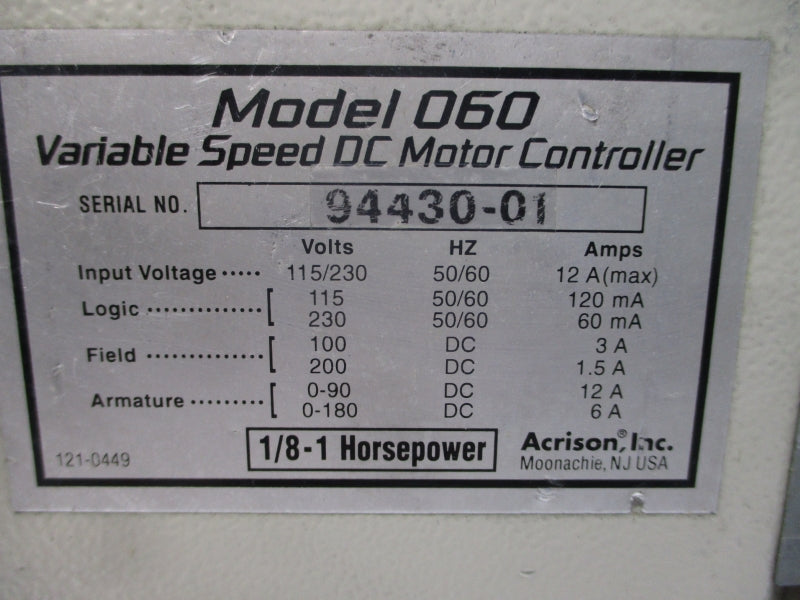 Model 060
Variable Speed DC Motor Controller
SERIAL NO. 94430-01
Volts HZ Amps
Input Voltage ..... 115/230 50/60 12 A (max)
Logic .............. [ 115 50/60 120 mA
230 50/60 60 mA
Field .............. [ 100 DC 3 A
200 DC 1.5 A
Armature ......... [ 0-90 DC 12 A
0-180 DC 6 A
1/8-1 Horsepower
Acrison,® Inc.
121-0449 Moonachie, NJ USA